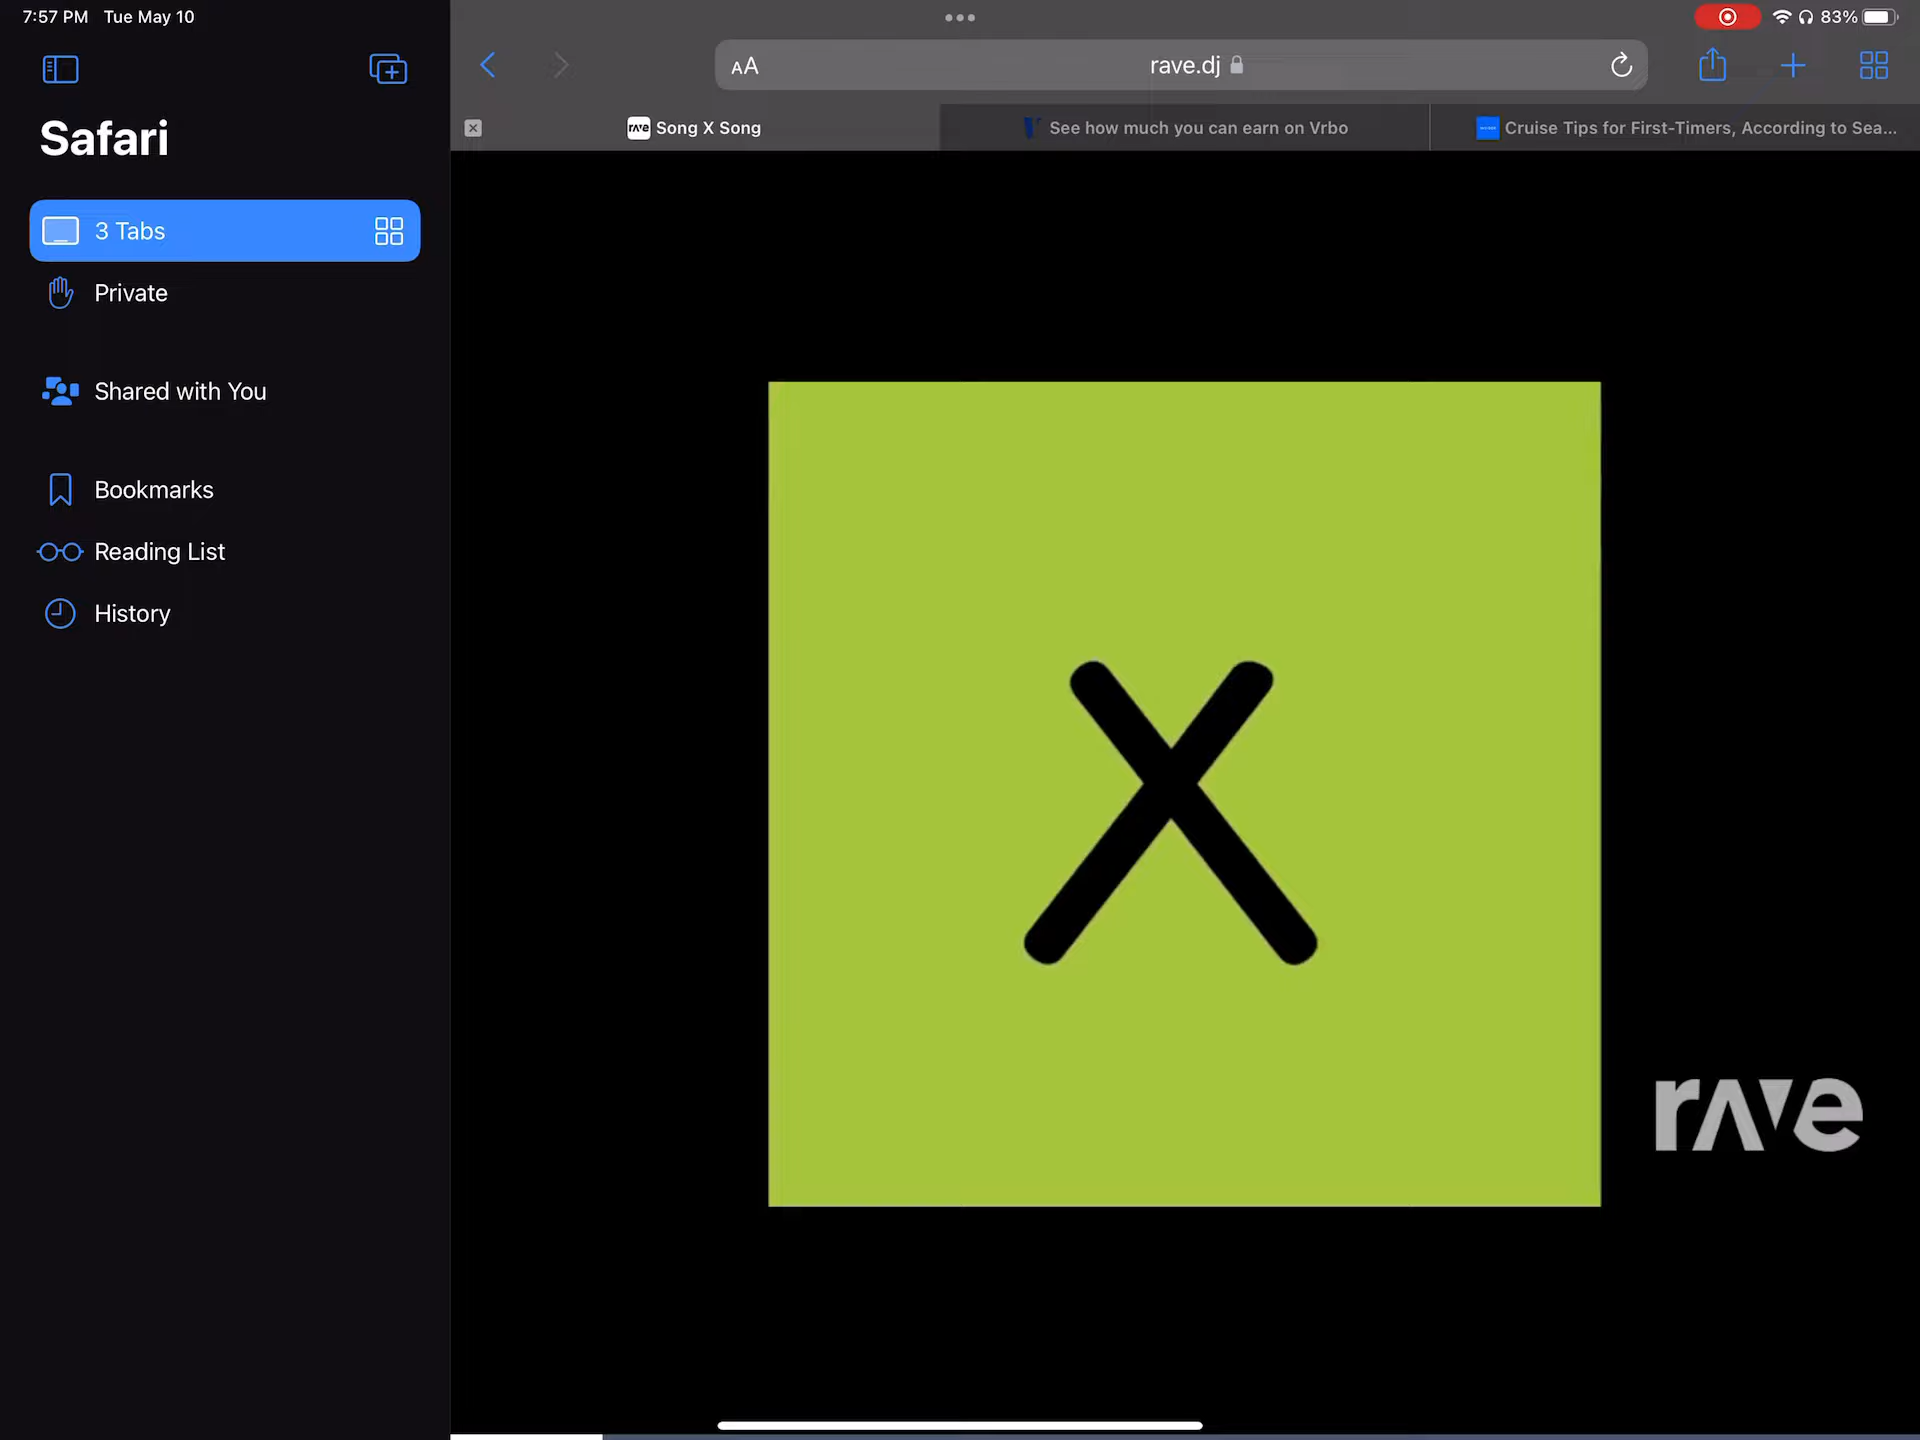 7:57 PM Tue May 10
83%
Safari
3 Tabs
Private
Shared with You
Bookmarks
Reading List
History
AA
rave.dj
rave Song X Song
See how much you can earn on Vrbo
Cruise Tips for First-Timers, According to Sea...
X
rave